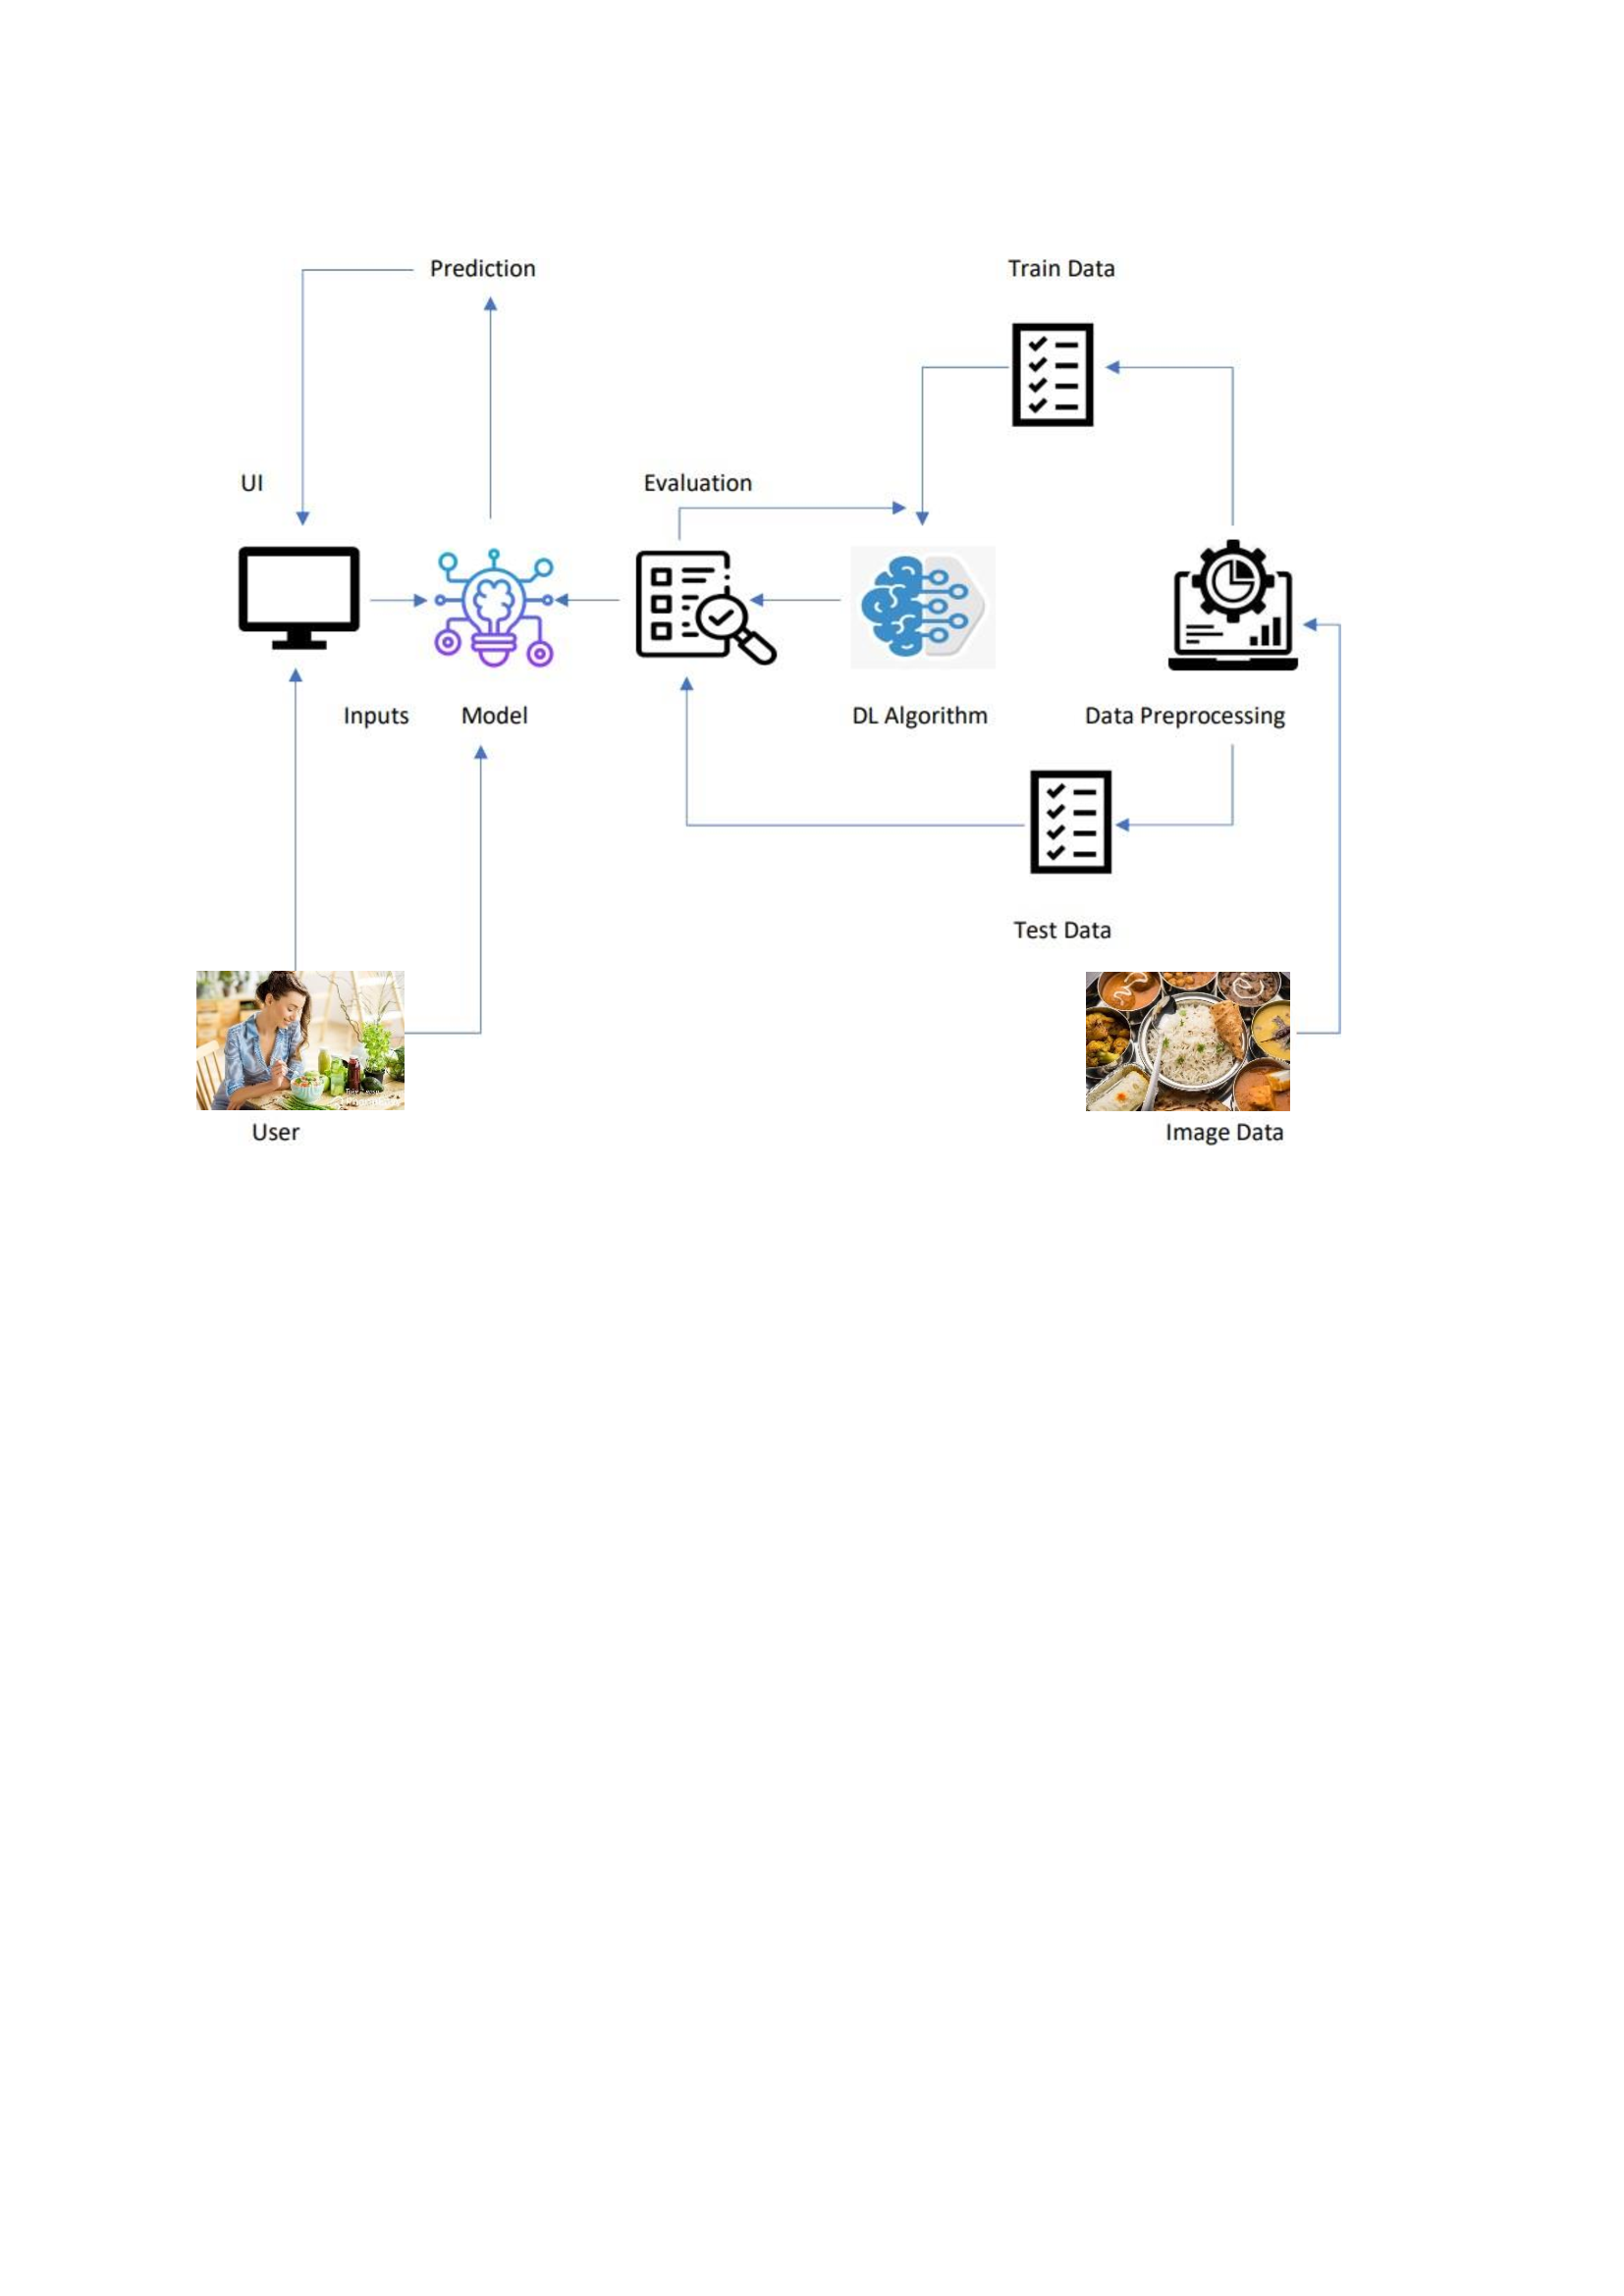 Prediction
Train Data
UI
Evaluation
Inputs
Model
DL Algorithm
Data Preprocessing
Test Data
User
Image Data